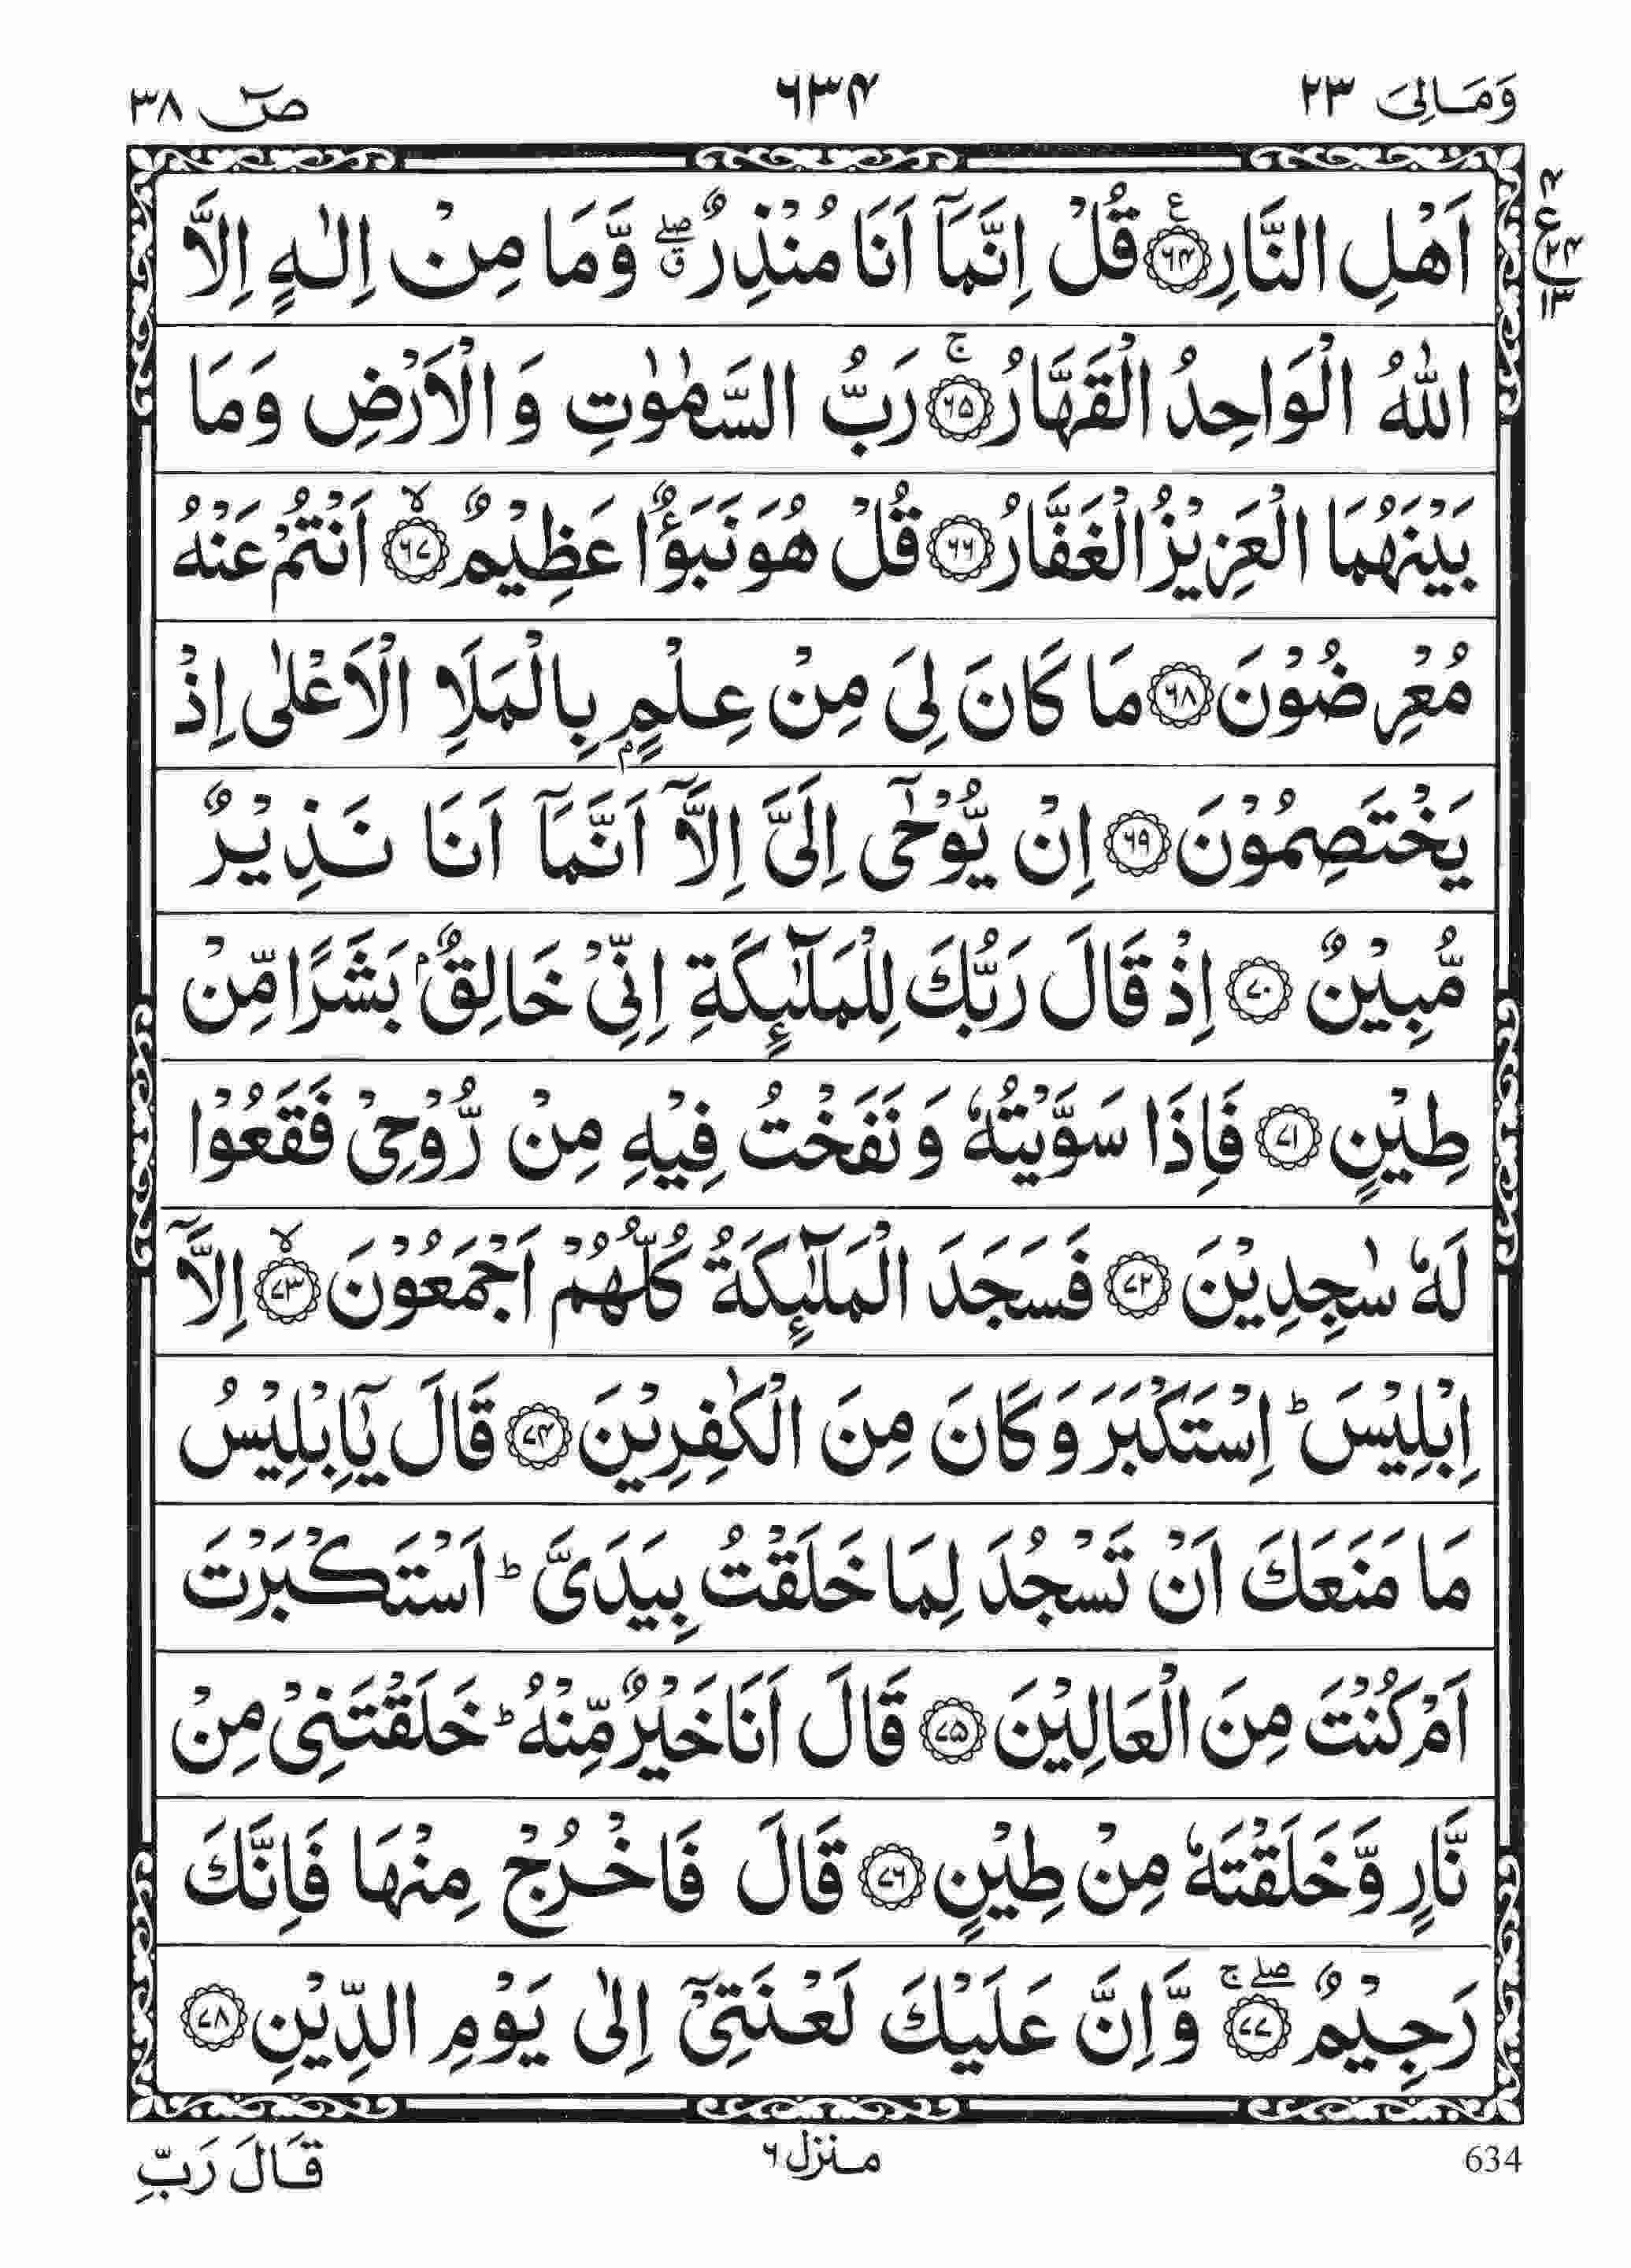 وَمَالِیَ ۲۳ ۶۳۴ صٓ ۳۸
اَهْلِ النَّارِ ﴿۶۴﴾ۧ قُلْ اِنَّمَاۤ اَنَا مُنْذِرٌ ۖۗ وَّمَا مِنْ اِلٰهٍ اِلَّا
ع ۴ ۲۴ ۱۳
اللّٰهُ الْوَاحِدُ الْقَهَّارُ ﴿۶۵﴾ۚ رَبُّ السَّمٰوٰتِ وَ الْاَرْضِ وَمَا
بَیْنَهُمَا الْعَزِیْزُ الْغَفَّارُ ﴿۶۶﴾ قُلْ هُوَ نَبَؤٌا عَظِیْمٌ ﴿۶۷﴾ۙ اَنْتُمْ عَنْهُ
مُعْرِضُوْنَ ﴿۶۸﴾ مَا كَانَ لِیَ مِنْ عِلْمٍۭ بِالْمَلَاِ الْاَعْلٰۤی اِذْ
یَخْتَصِمُوْنَ ﴿۶۹﴾ اِنْ یُّوْحٰۤی اِلَیَّ اِلَّاۤ اَنَّمَاۤ اَنَا نَذِیْرٌ
مُّبِیْنٌ ﴿۷۰﴾ اِذْ قَالَ رَبُّكَ لِلْمَلٰٓىِٕكَةِ اِنِّیْ خَالِقٌۢ بَشَرًا مِّنْ
طِیْنٍ ﴿۷۱﴾ فَاِذَا سَوَّیْتُهٗ وَ نَفَخْتُ فِیْهِ مِنْ رُّوْحِیْ فَقَعُوْا
لَهٗ سٰجِدِیْنَ ﴿۷۲﴾ فَسَجَدَ الْمَلٰٓىِٕكَةُ كُلُّهُمْ اَجْمَعُوْنَ ﴿۷۳﴾ۙ اِلَّاۤ
اِبْلِیْسَ ؕ اِسْتَكْبَرَ وَ كَانَ مِنَ الْكٰفِرِیْنَ ﴿۷۴﴾ قَالَ یٰۤاِبْلِیْسُ
مَا مَنَعَكَ اَنْ تَسْجُدَ لِمَا خَلَقْتُ بِیَدَیَّ ؕ اَسْتَكْبَرْتَ
اَمْ كُنْتَ مِنَ الْعَالِیْنَ ﴿۷۵﴾ قَالَ اَنَا خَیْرٌ مِّنْهُ ؕ خَلَقْتَنِیْ مِنْ
نَّارٍ وَّ خَلَقْتَهٗ مِنْ طِیْنٍ ﴿۷۶﴾ قَالَ فَاخْرُجْ مِنْهَا فَاِنَّكَ
رَجِیْمٌ ﴿۷۷﴾ۖۚ وَّ اِنَّ عَلَیْكَ لَعْنَتِیْۤ اِلٰی یَوْمِ الدِّیْنِ ﴿۷۸﴾
634 منزل ۶ قَالَ رَبِّ